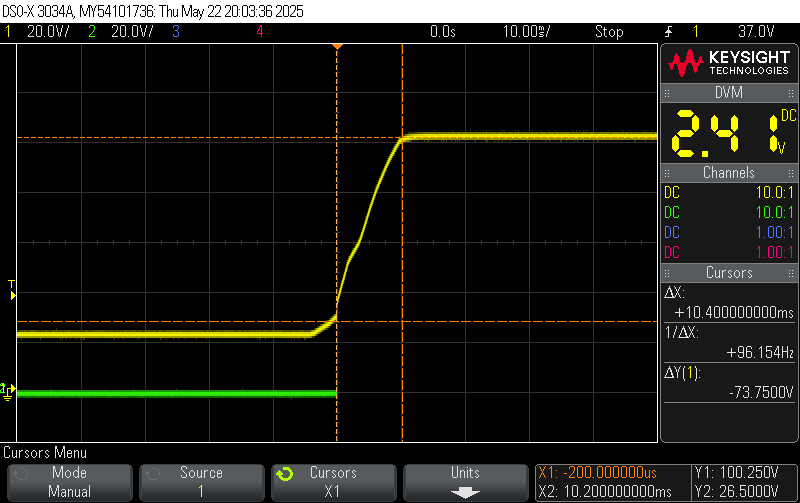 DSO-X 3034A, MY54101736: Thu May 22 20:03:36 2025
1 20.0V/ 2 20.0V/ 3 4 0.0s 10.00ms/ Stop 1 37.0V
KEYSIGHT
TECHNOLOGIES
DVM
2.41 DC V
Channels
DC 10.0:1
DC 10.0:1
DC 1.00:1
DC 1.00:1
Cursors
ΔX:
+10.400000000ms
1/ΔX:
+96.154Hz
ΔY(1):
-73.7500V
T
Cursors Menu
Mode
Manual
Source
1
Cursors
X1
Units
X1: -200.000000us
X2: 10.200000000ms
Y1: 100.250V
Y2: 26.5000V